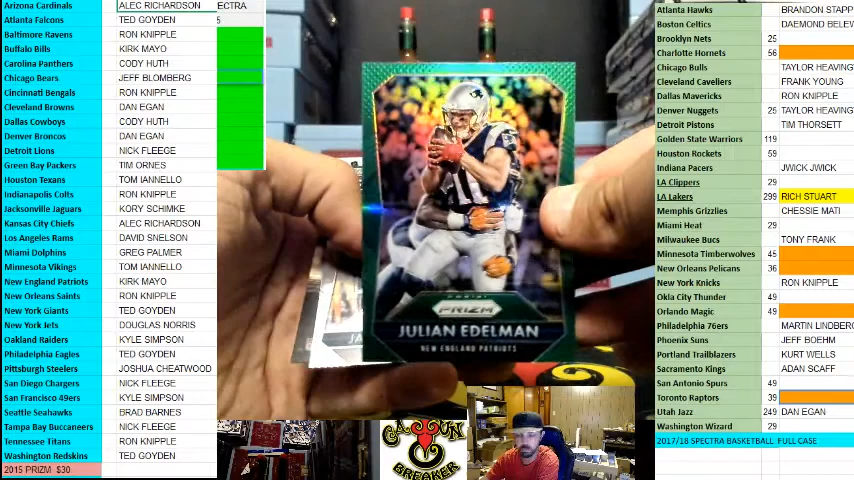 Arizona Cardinals ALEC RICHARDSON ECTRA
Atlanta Falcons TED GOYDEN 5
Baltimore Ravens RON KNIPPLE
Buffalo Bills KIRK MAYO
Carolina Panthers CODY HUTH
Chicago Bears JEFF BLOMBERG
Cincinnati Bengals RON KNIPPLE
Cleveland Browns DAN EGAN
Dallas Cowboys CODY HUTH
Denver Broncos DAN EGAN
Detroit Lions NICK FLEEGE
Green Bay Packers TIM ORNES
Houston Texans TOM IANNELLO
Indianapolis Colts RON KNIPPLE
Jacksonville Jaguars KORY SCHIMKE
Kansas City Chiefs ALEC RICHARDSON
Los Angeles Rams DAVID SNELSON
Miami Dolphins GREG PALMER
Minnesota Vikings TOM IANNELLO
New England Patriots KIRK MAYO
New Orleans Saints RON KNIPPLE
New York Giants TED GOYDEN
New York Jets DOUGLAS NORRIS
Oakland Raiders KYLE SIMPSON
Philadelphia Eagles TED GOYDEN
Pittsburgh Steelers JOSHUA CHEATWOOD
San Diego Chargers NICK FLEEGE
San Francisco 49ers KYLE SIMPSON
Seattle Seahawks BRAD BARNES
Tampa Bay Buccaneers NICK FLEEGE
Tennessee Titans RON KNIPPLE
Washington Redskins TED GOYDEN
2015 PRIZM $30
PANINI
PRIZM
JULIAN EDELMAN
NEW ENGLAND PATRIOTS
CAJUN
BREAKER
Atlanta Hawks BRANDON STAPP
Boston Celtics DAEMOND BELEW
Brooklyn Nets 25
Charlotte Hornets 56
Chicago Bulls TAYLOR HEAVING
Cleveland Caveliers FRANK YOUNG
Dallas Mavericks RON KNIPPLE
Denver Nuggets 25 TAYLOR HEAVING
Detroit Pistons TIM THORSETT
Golden State Warriors 119
Houston Rockets 59
Indiana Pacers JWICK JWICK
LA Clippers 29
LA Lakers 299 RICH STUART
Memphis Grizzlies CHESSIE MATI
Miami Heat 29
Milwaukee Bucs TONY FRANK
Minnesota Timberwolves 45
New Orleans Pelicans 36
New York Knicks RON KNIPPLE
Okla City Thunder 49
Orlando Magic 49
Philadelphia 76ers MARTIN LINDBERG
Phoenix Suns JEFF BOEHM
Portland Trailblazers KURT WELLS
Sacramento Kings ADAN SCAFF
San Antonio Spurs 49
Toronto Raptors 39
Utah Jazz 249 DAN EGAN
Washington Wizard 29
2017/18 SPECTRA BASKETBALL FULL CASE